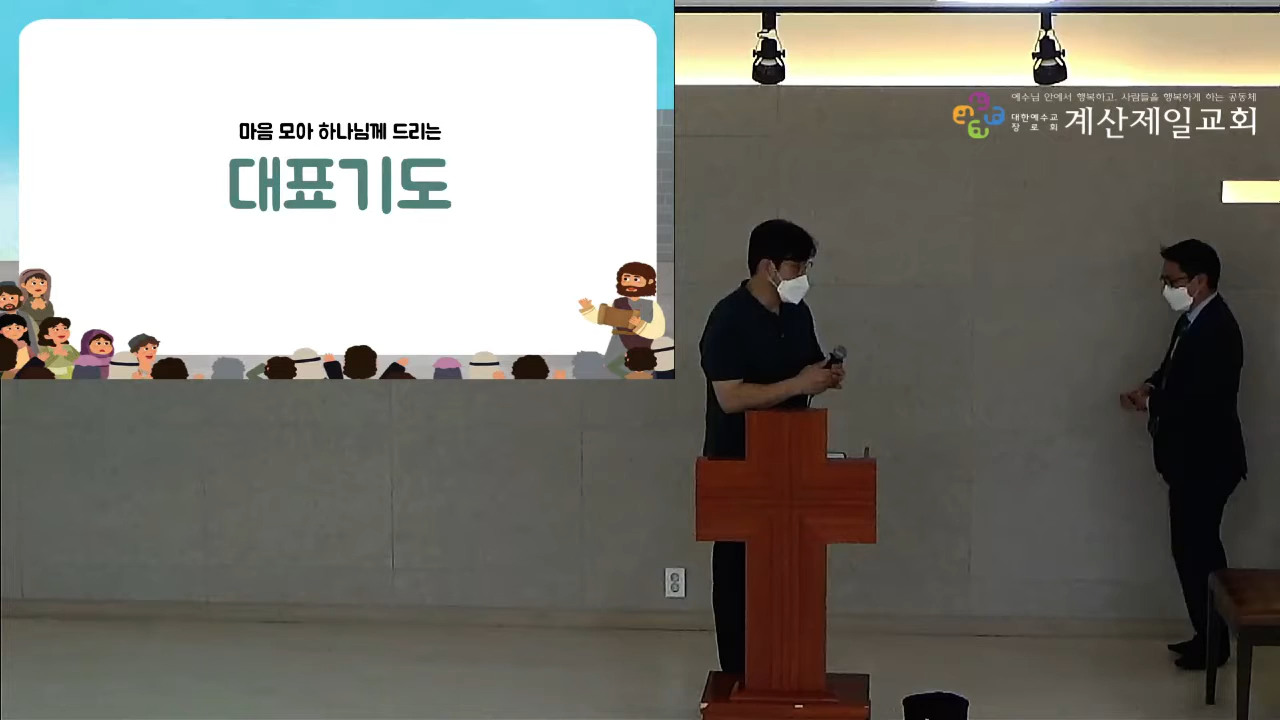 마음 모아 하나님께 드리는
대표기도
예수님 안에서 행복하고, 사람들을 행복하게 하는 공동체
대한예수교
장로회
계산제일교회